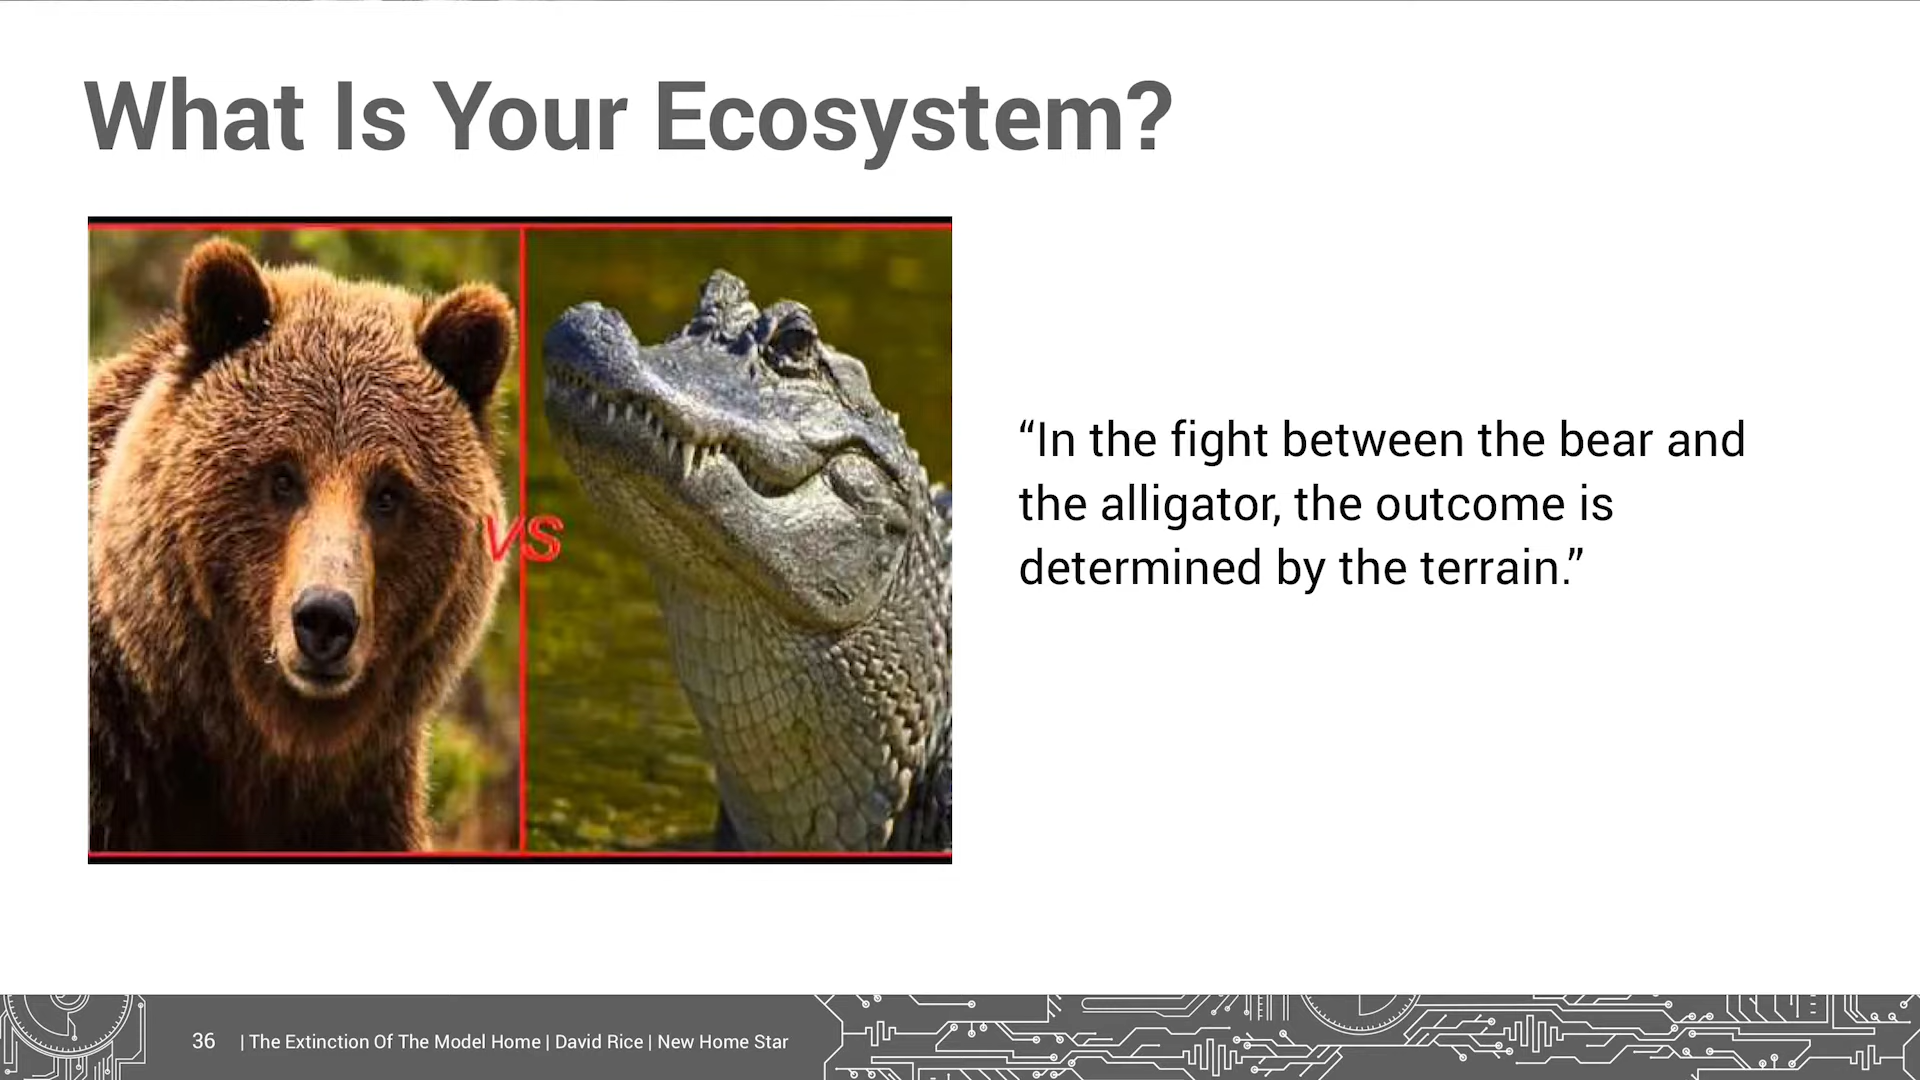 What Is Your Ecosystem?
VS
“In the fight between the bear and
the alligator, the outcome is
determined by the terrain.”
36 | The Extinction Of The Model Home | David Rice | New Home Star